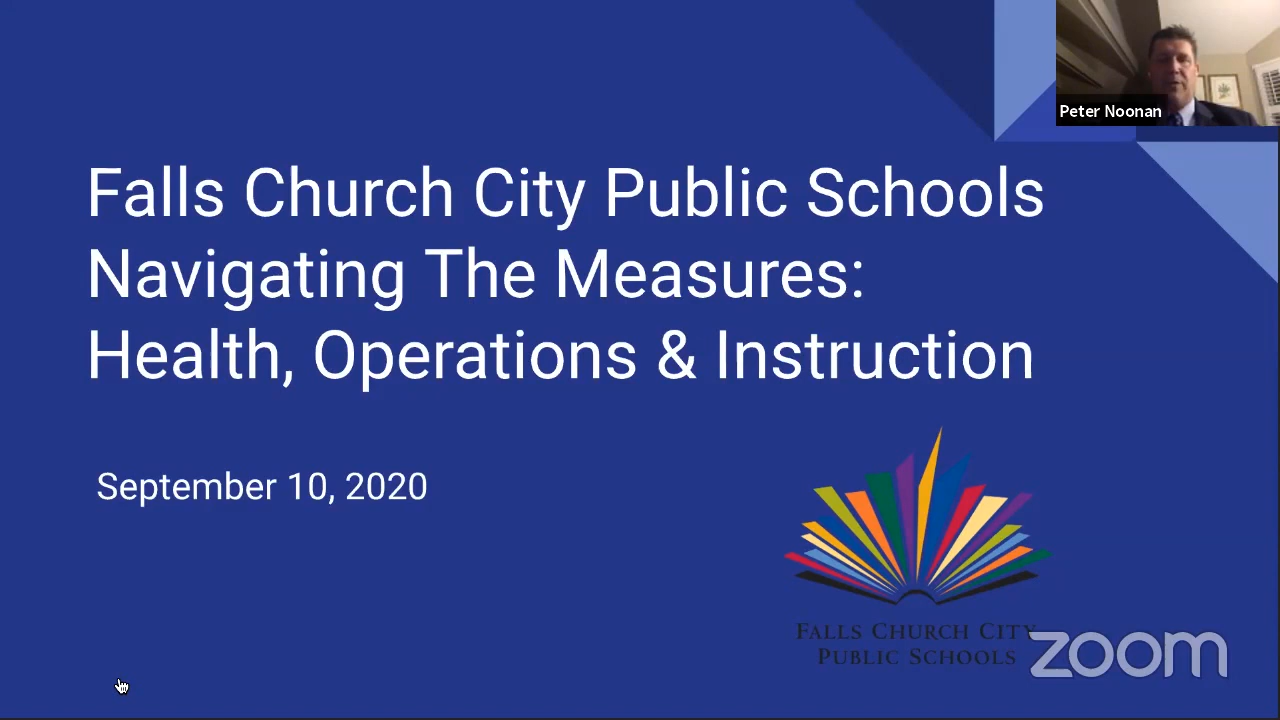 Peter Noonan
Falls Church City Public Schools
Navigating The Measures:
Health, Operations & Instruction
September 10, 2020
FALLS CHURCH CITY
PUBLIC SCHOOLS
zoom